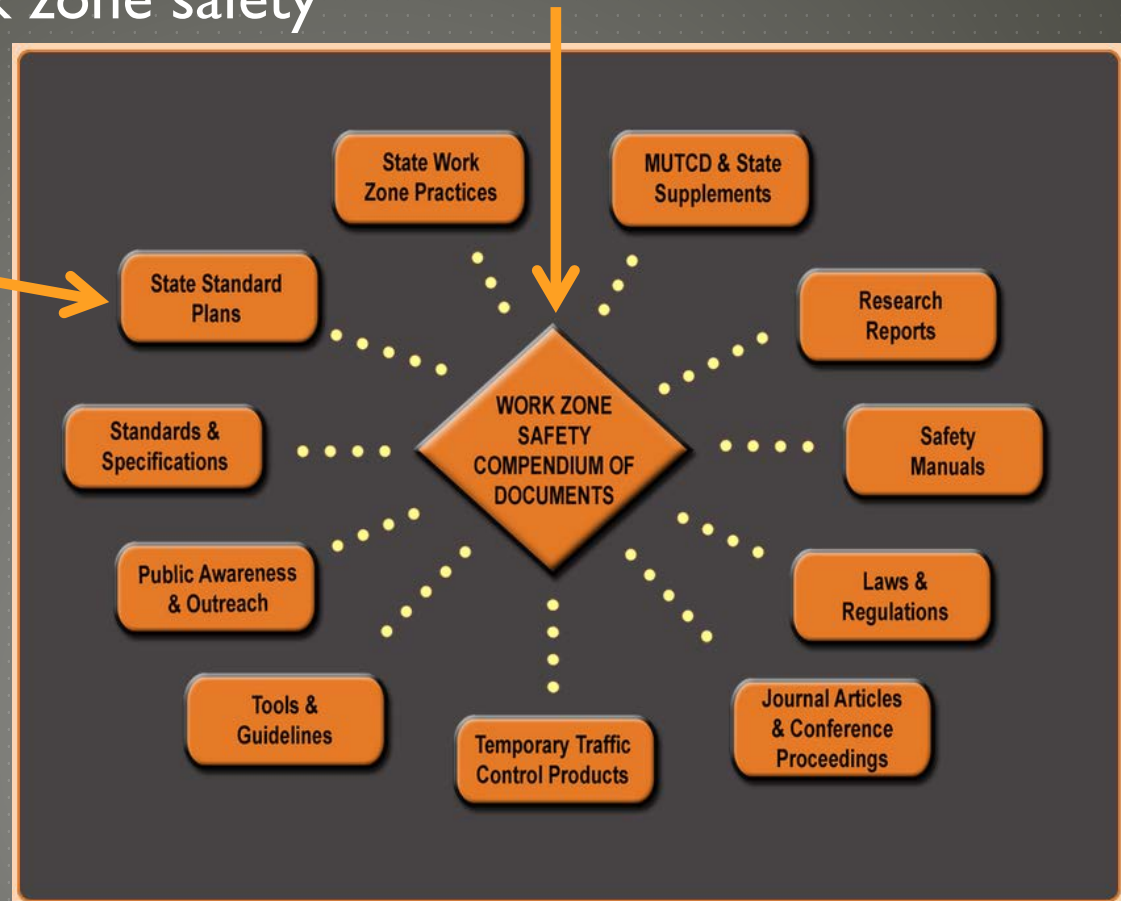 zone safety
State Work
Zone Practices
MUTCD & State
Supplements
State Standard
Plans
Research
Reports
WORK ZONE
SAFETY
COMPENDIUM OF
DOCUMENTS
Standards &
Specifications
Safety
Manuals
Public Awareness
& Outreach
Laws &
Regulations
Tools &
Guidelines
Temporary Traffic
Control Products
Journal Articles
& Conference
Proceedings